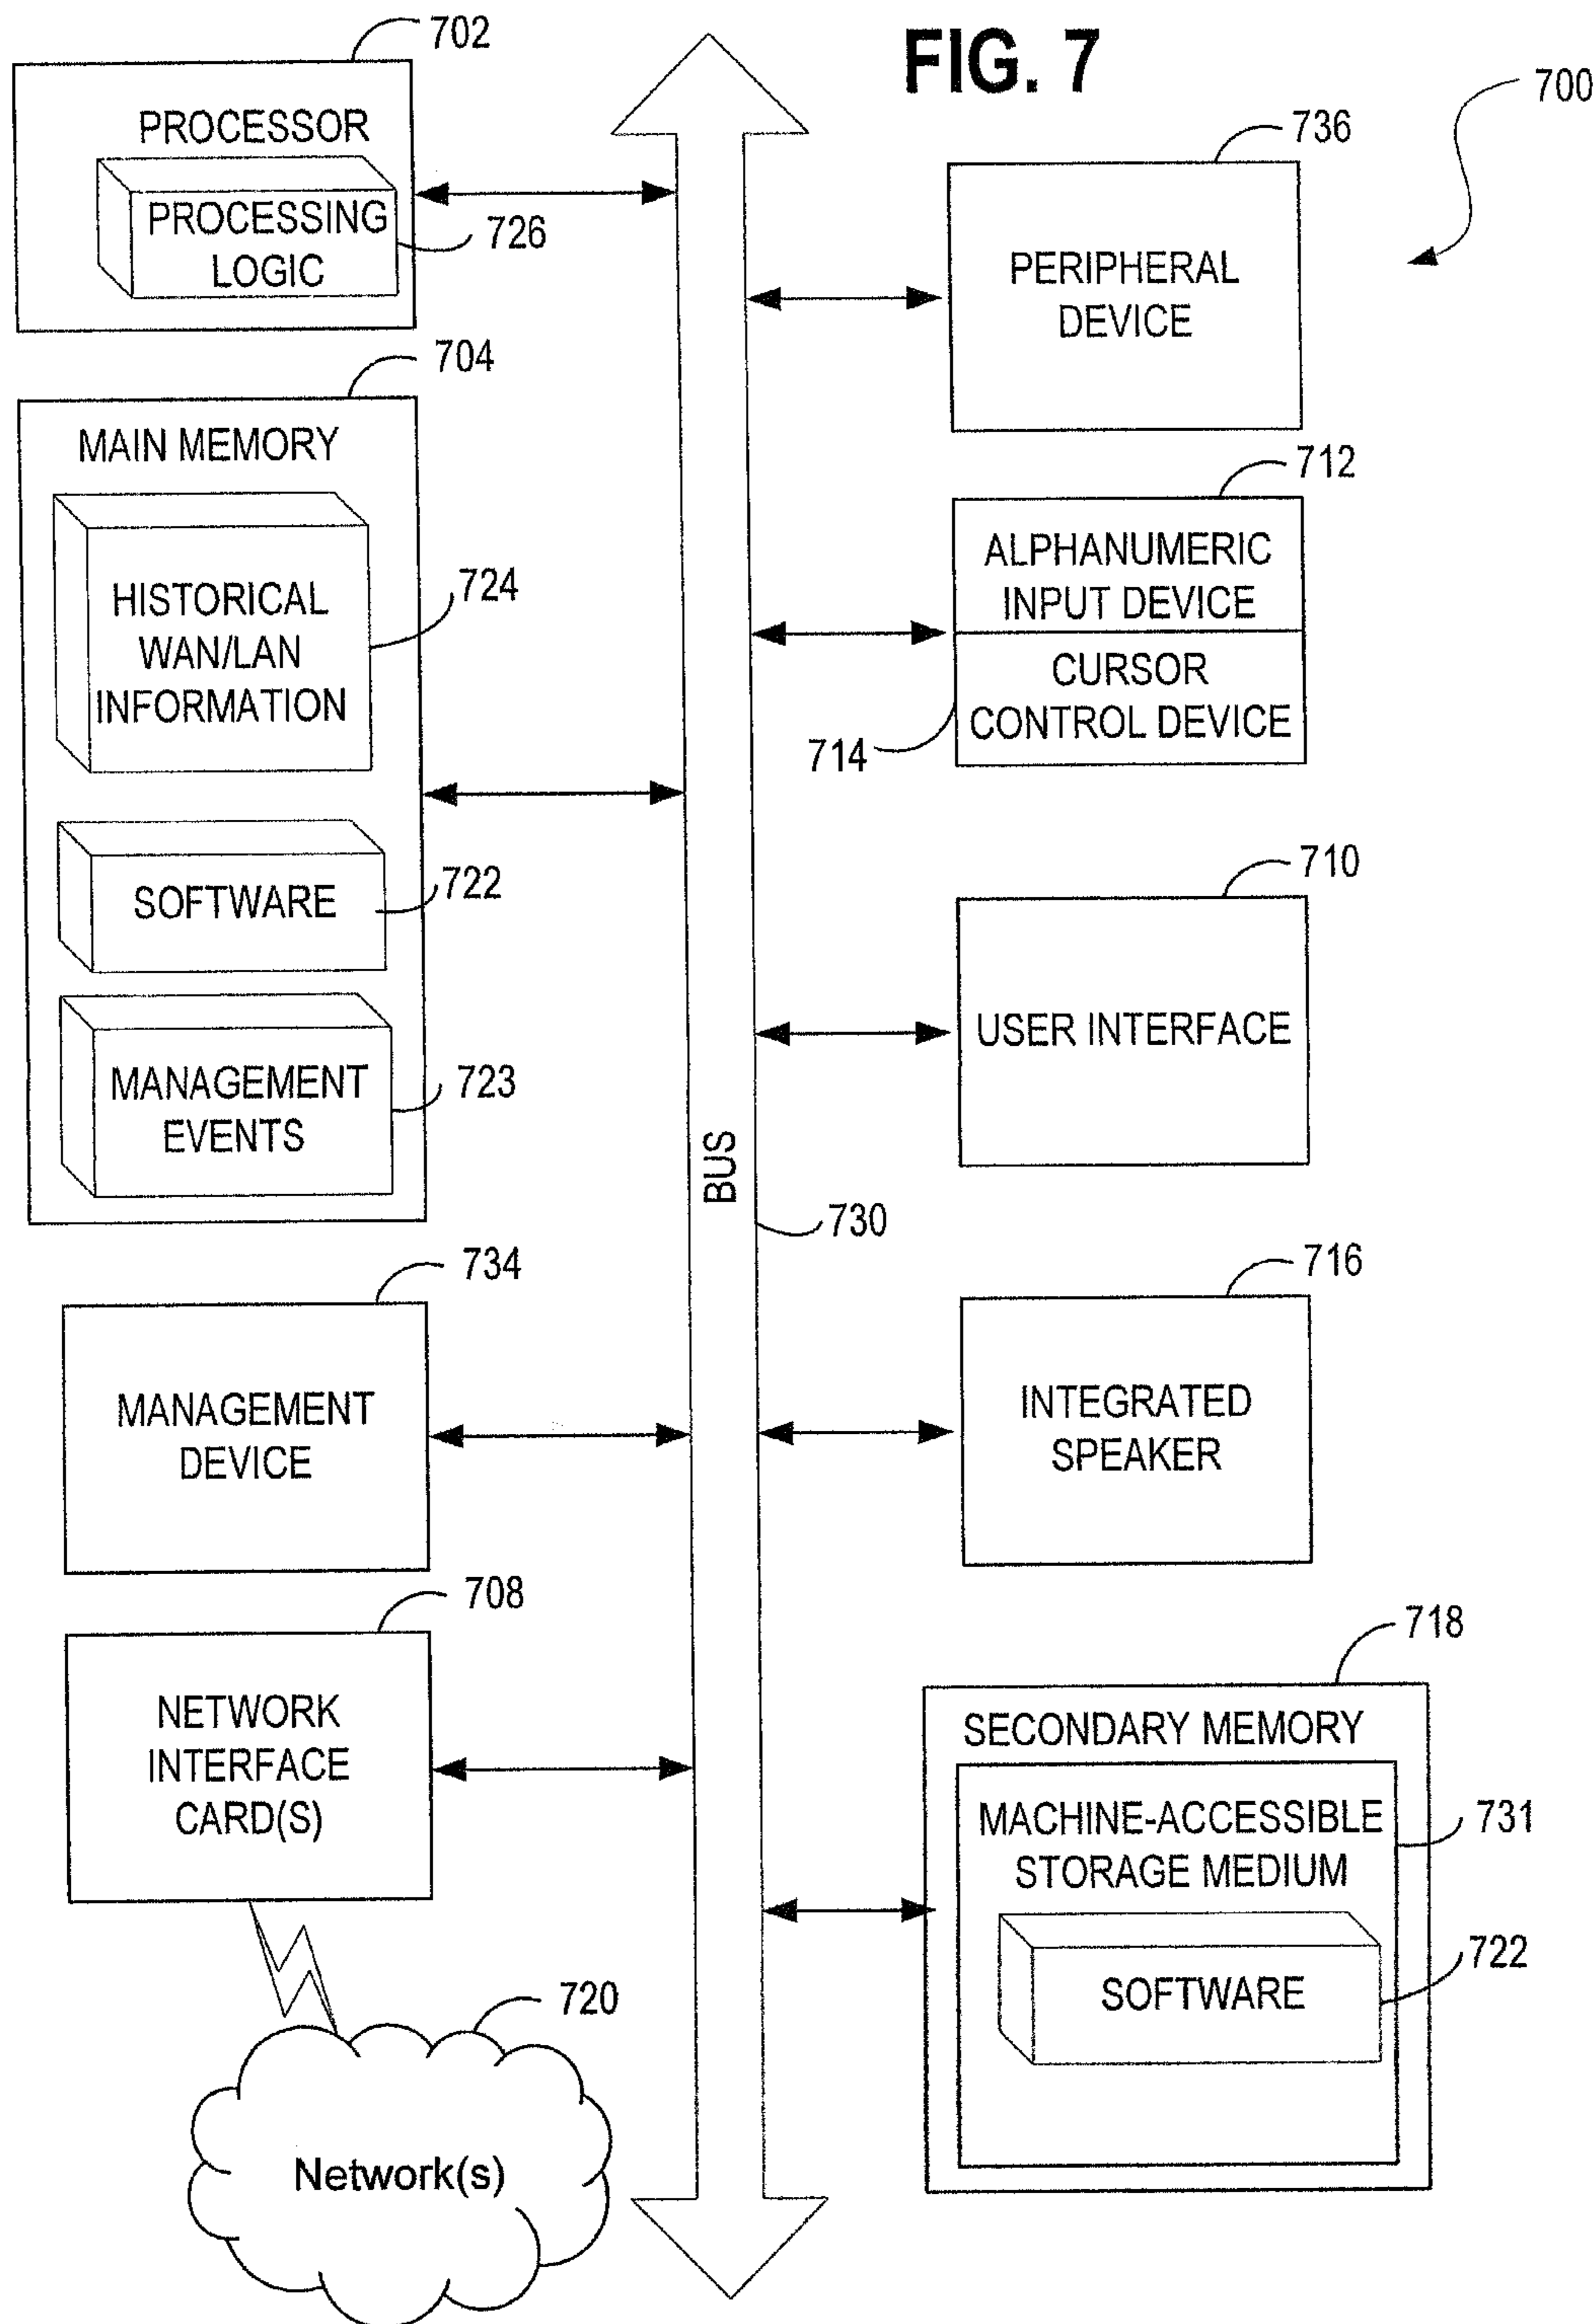 FIG. 7
700
702
PROCESSOR
PROCESSING
LOGIC
726
704
MAIN MEMORY
HISTORICAL
WAN/LAN
INFORMATION
724
SOFTWARE
722
MANAGEMENT
EVENTS
723
734
MANAGEMENT
DEVICE
708
NETWORK
INTERFACE
CARD(S)
720
Network(s)
BUS
730
736
PERIPHERAL
DEVICE
712
ALPHANUMERIC
INPUT DEVICE
CURSOR
CONTROL DEVICE
714
710
USER INTERFACE
716
INTEGRATED
SPEAKER
718
SECONDARY MEMORY
MACHINE-ACCESSIBLE
STORAGE MEDIUM
731
SOFTWARE
722